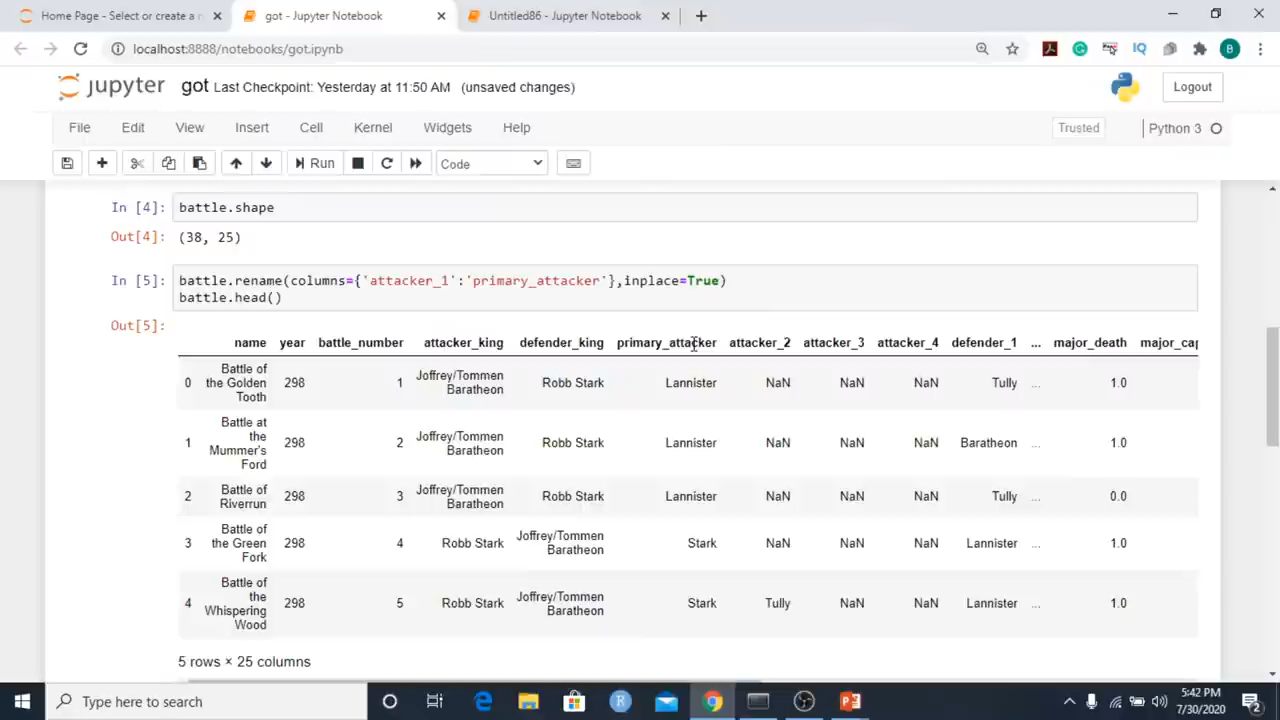 Home Page - Select or create a n
got - Jupyter Notebook
Untitled86 - Jupyter Notebook
localhost:8888/notebooks/got.ipynb
IQ
B
jupyter got Last Checkpoint: Yesterday at 11:50 AM (unsaved changes)
Logout
File Edit View Insert Cell Kernel Widgets Help
Trusted Python 3
Run Code
In [4]: battle.shape
Out[4]: (38, 25)
In [5]: battle.rename(columns={'attacker_1':'primary_attacker'},inplace=True)
battle.head()
Out[5]:
name year battle_number attacker_king defender_king primary_attacker attacker_2 attacker_3 attacker_4 defender_1 ... major_death major_cap
0 Battle of the Golden Tooth 298 1 Joffrey/Tommen Baratheon Robb Stark Lannister NaN NaN NaN Tully ... 1.0
1 Battle at the Mummer's Ford 298 2 Joffrey/Tommen Baratheon Robb Stark Lannister NaN NaN NaN Baratheon ... 1.0
2 Battle of Riverrun 298 3 Joffrey/Tommen Baratheon Robb Stark Lannister NaN NaN NaN Tully ... 0.0
3 Battle of the Green Fork 298 4 Robb Stark Joffrey/Tommen Baratheon Stark NaN NaN NaN Lannister ... 1.0
4 Battle of the Whispering Wood 298 5 Robb Stark Joffrey/Tommen Baratheon Stark Tully NaN NaN Lannister ... 1.0
5 rows × 25 columns
Type here to search
R
5:42 PM
7/30/2020
2